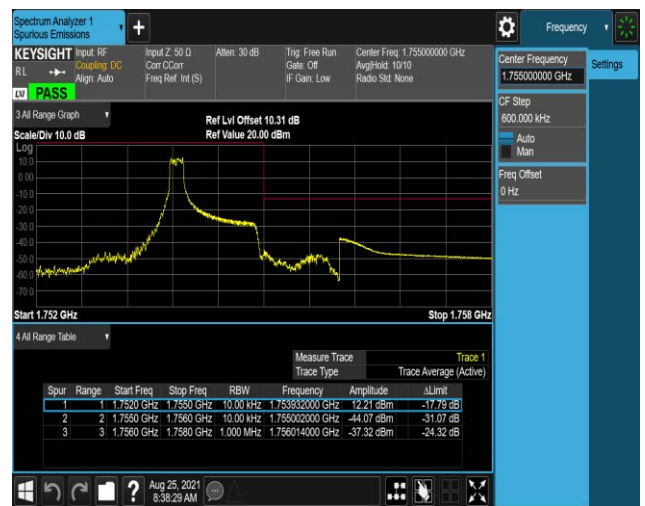 Spectrum Analyzer 1
Spurious Emissions
Frequency
KEYSIGHT
RL
Input: RF
Coupling: DC
Align: Auto
Input Z: 50 Ω
Corr CCorr
Freq Ref: Int (S)
Atten: 30 dB
Trig: Free Run
Gate: Off
IF Gain: Low
Center Freq: 1.755000000 GHz
Avg|Hold: 10/10
Radio Std: None
LXI PASS
Center Frequency
1.755000000 GHz
Settings
CF Step
600.000 kHz
Auto
Man
Freq Offset
0 Hz
3 All Range Graph
Scale/Div 10.0 dB
Ref Lvl Offset 10.31 dB
Ref Value 20.00 dBm
Log
10.0
0.00
-10.0
-20.0
-30.0
-40.0
-50.0
-60.0
-70.0
Start 1.752 GHz
Stop 1.758 GHz
4 All Range Table
Measure Trace Trace 1
Trace Type Trace Average (Active)
Spur Range Start Freq Stop Freq RBW Frequency Amplitude ΔLimit
1 1 1.7520 GHz 1.7550 GHz 10.00 kHz 1.753932000 GHz 12.21 dBm -17.79 dB
2 2 1.7550 GHz 1.7560 GHz 10.00 kHz 1.755002000 GHz -44.07 dBm -31.07 dB
3 3 1.7560 GHz 1.7580 GHz 1.000 MHz 1.756014000 GHz -37.32 dBm -24.32 dB
Aug 25, 2021
8:38:29 AM